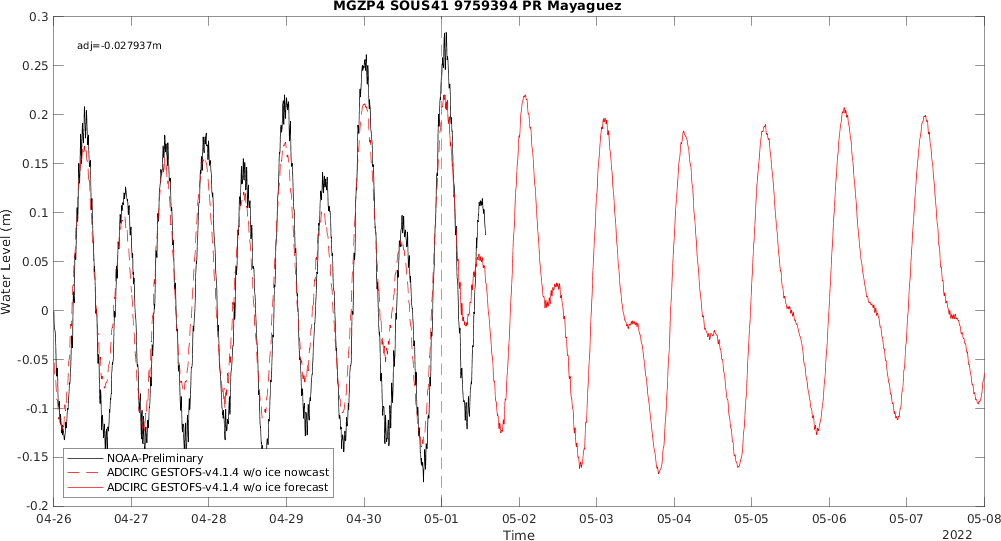 MGZP4 SOUS41 9759394 PR Mayaguez
adj=-0.027937m
Water Level (m)
0.3
0.25
0.2
0.15
0.1
0.05
0
-0.05
-0.1
-0.15
-0.2
NOAA-Preliminary
ADCIRC GESTOFS-v4.1.4 w/o ice nowcast
ADCIRC GESTOFS-v4.1.4 w/o ice forecast
04-26 04-27 04-28 04-29 04-30 05-01 05-02 05-03 05-04 05-05 05-06 05-07 05-08
Time
2022